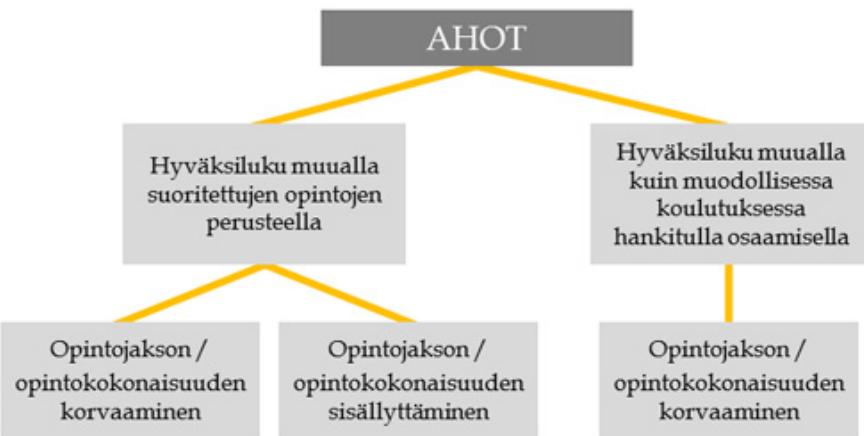 AHOT
Hyväksiluku muualla
suoritettujen opintojen
perusteella
Hyväksiluku muualla
kuin muodollisessa
koulutuksessa
hankitulla osaamisella
Opintojakson /
opintokokonaisuuden
korvaaminen
Opintojakson /
opintokokonaisuuden
sisällyttäminen
Opintojakson /
opintokokonaisuuden
korvaaminen